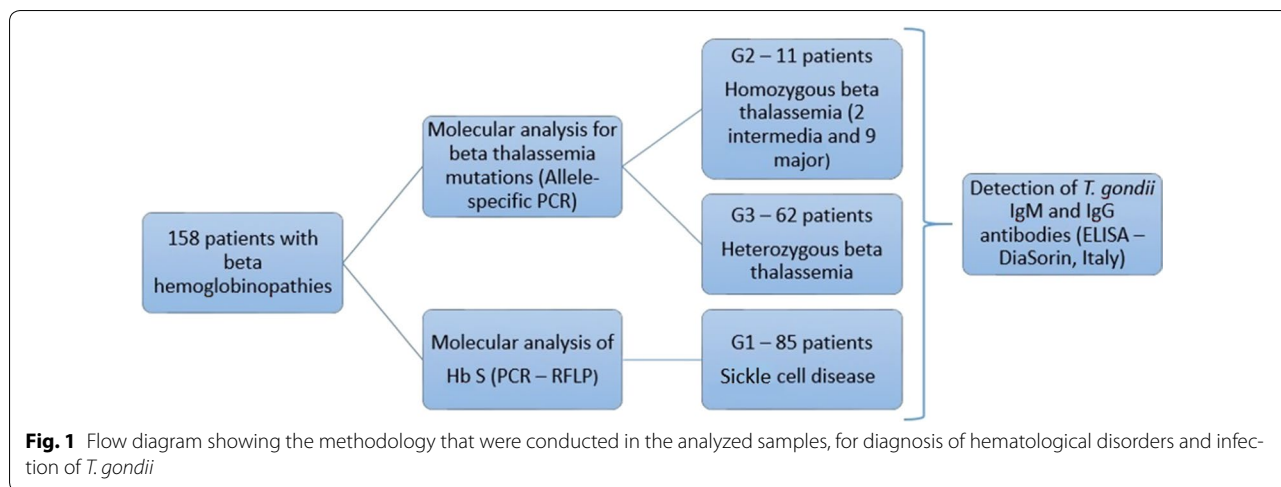 158 patients with
beta
hemoglobinopathies
Molecular analysis for
beta thalassemia
mutations (Allele-
specific PCR)
Molecular analysis of
Hb S (PCR – RFLP)
G2 – 11 patients
Homozygous beta
thalassemia (2
intermedia and 9
major)
G3 – 62 patients
Heterozygous beta
thalassemia
G1 – 85 patients
Sickle cell disease
Detection of T. gondii
IgM and IgG
antibodies (ELISA –
DiaSorin, Italy)
Fig. 1 Flow diagram showing the methodology that were conducted in the analyzed samples, for diagnosis of hematological disorders and infec-
tion of T. gondii